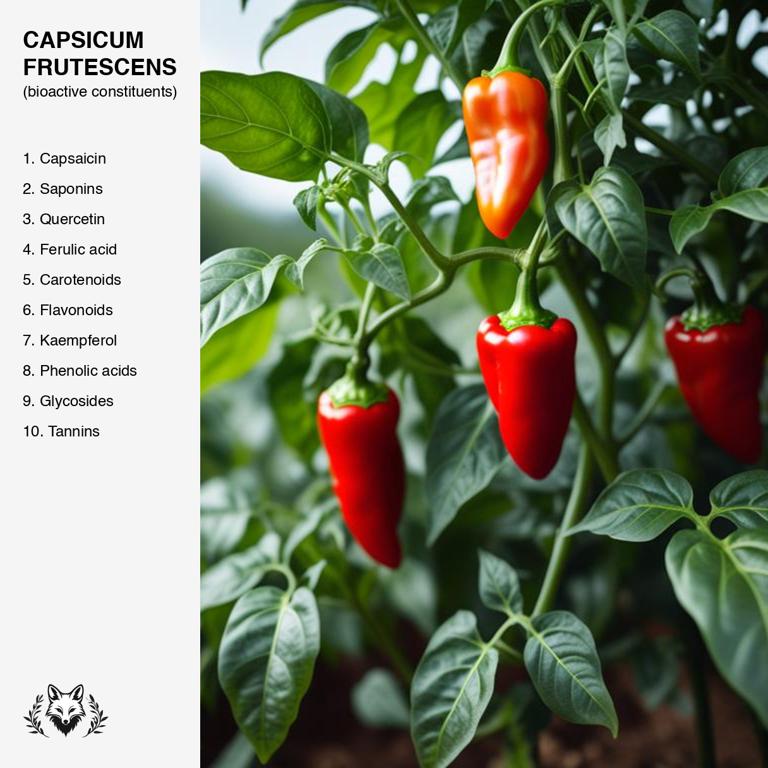 CAPSICUM
FRUTESCENS
(bioactive constituents)
1. Capsaicin
2. Saponins
3. Quercetin
4. Ferulic acid
5. Carotenoids
6. Flavonoids
7. Kaempferol
8. Phenolic acids
9. Glycosides
10. Tannins